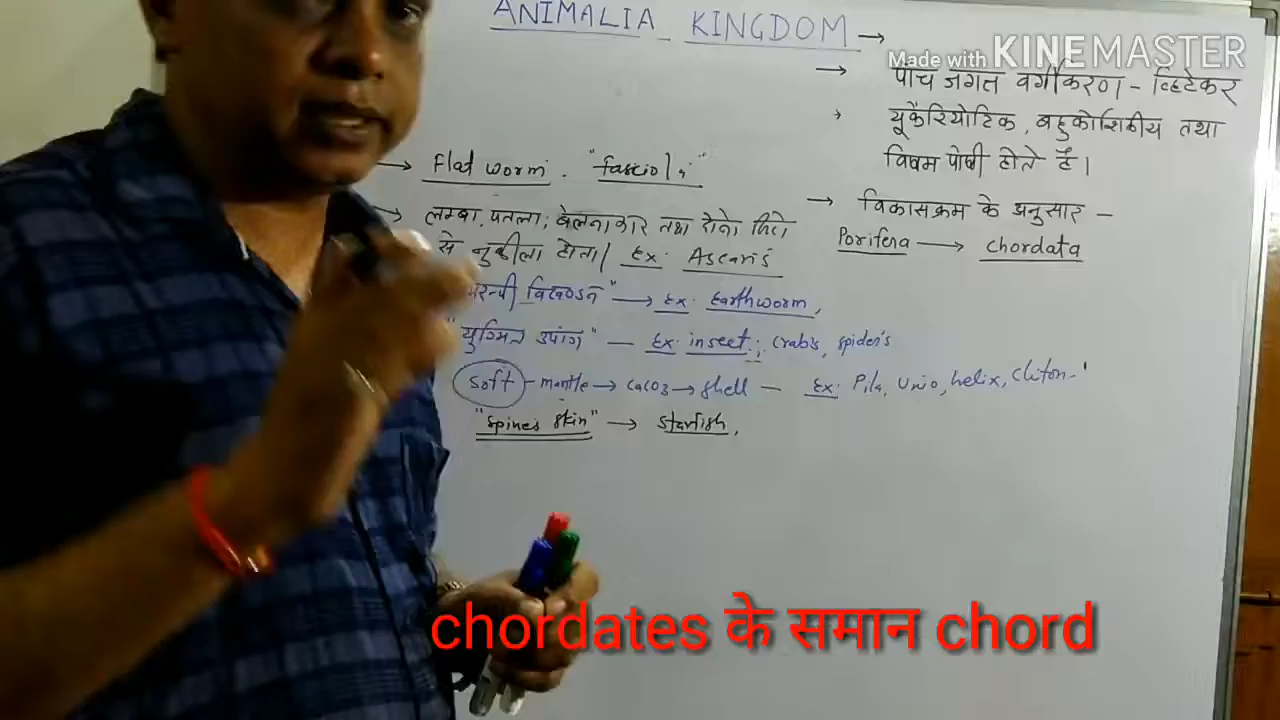 ANIMALIA KINGDOM →
Made with KINEMASTER
→ पांच जगत वर्गीकरण - व्हिटेकर
यूकैरियोटिक, बहुकोशिकीय तथा
विषम पोषी होते हैं।
→ Flat worm. "fasciola"
→ लम्बा, पतला, बेलनाकार तथा दोनो सिरो
से नुकीला होता। Ex: Ascaris
→ विकासक्रम के अनुसार -
Porifera → chordata
विखण्डन" → Ex: Earthworm,
"युग्मित उपांग" - Ex: insect; crabs, spider's
Soft - mantle → CaCO3 → shell - Ex: Pila, Unio, helix, Chiton-
"Spines skin" → starfish,
chordates के समान chord